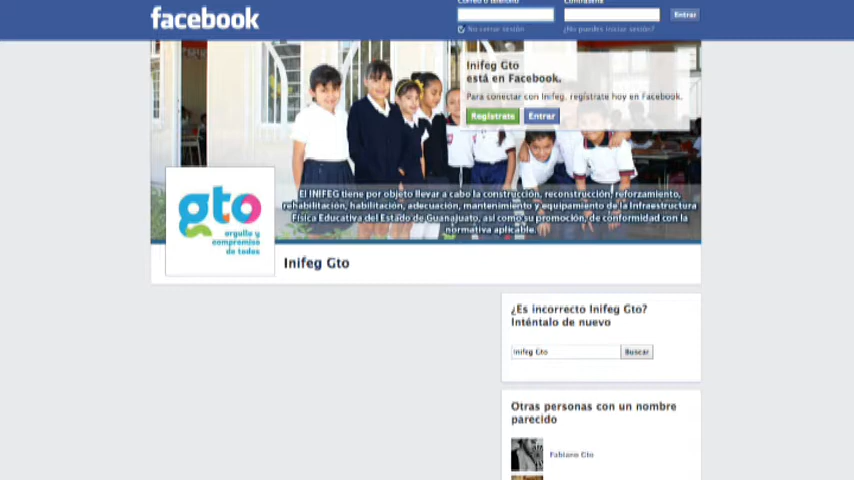 facebook
Correo o teléfono
Contraseña
Entrar
No cerrar sesión
¿No puedes iniciar sesión?
Inifeg Gto
está en Facebook.
Para conectar con Inifeg, regístrate hoy en Facebook.
Regístrate
Entrar
El INIFEG tiene por objeto llevar a cabo la construcción, reconstrucción, reforzamiento,
rehabilitación, habilitación, adecuación, mantenimiento y equipamiento de la Infraestructura
Física Educativa del Estado de Guanajuato, así como su promoción, de conformidad con la
normativa aplicable.
gto
orgullo y
compromiso
de todos
Inifeg Gto
¿Es incorrecto Inifeg Gto?
Inténtalo de nuevo
Inifeg Gto
Buscar
Otras personas con un nombre
parecido
Fabiano Gto